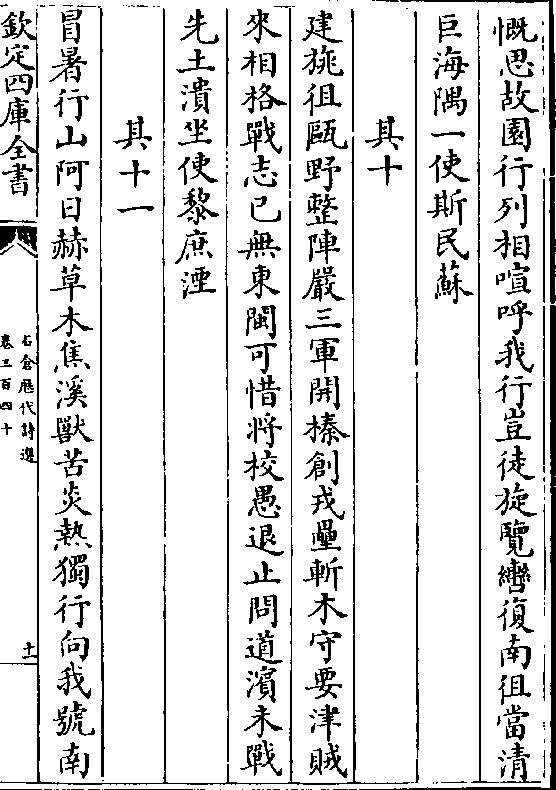 慨思故園行列相喧呼我行豈徒旋覽轡復南徂當清
巨海隅一使斯民蘇
其十
建旐徂甌野整陣嚴三軍開榛創戎壘斬木守要津賊
來相格戰志已無東閩可惜將校愚退止問道濱未戰
先土潰坐使黎庶湮
其十一
冒暑行山阿日赫草木焦溪獸苦炎熱獨行向我號南
欽定四庫全書
石倉歷代詩選
卷三百四十
十一